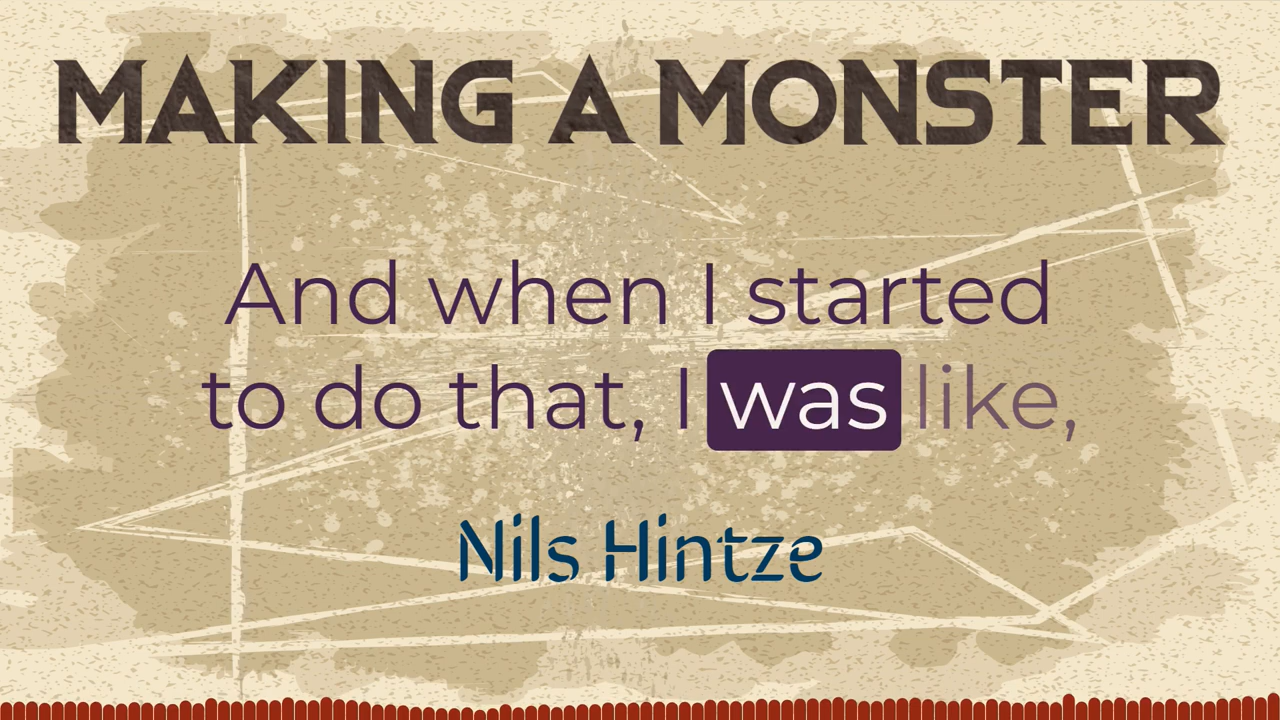 MAKING A MONSTER
And when I started
to do that, I was like,
Nils Hintze